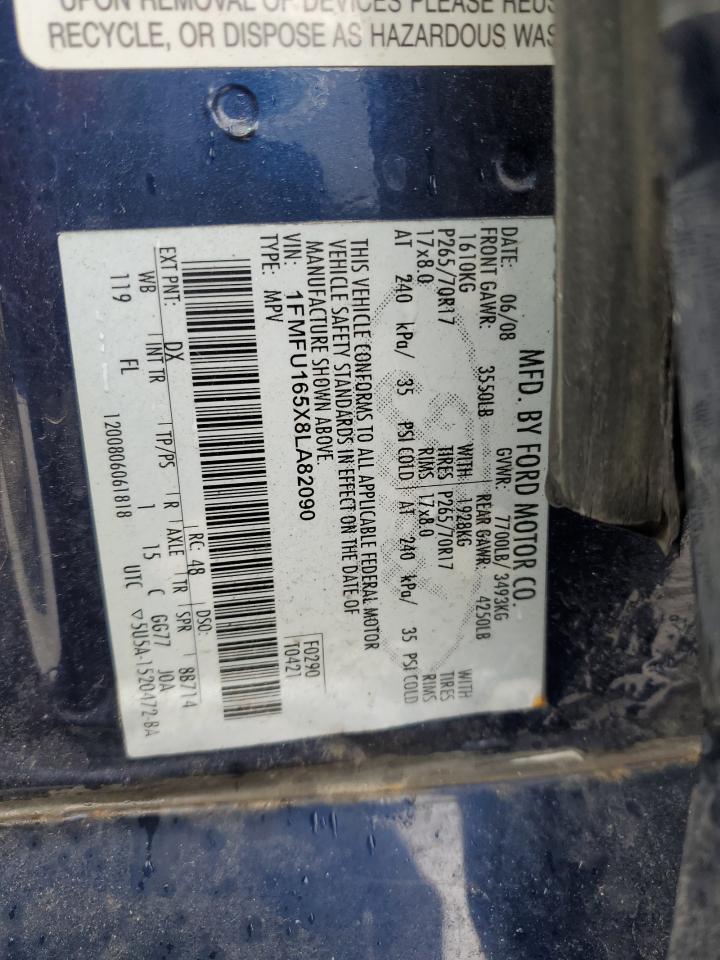 UPON REMOVAL OF DEVICES PLEASE REUS
RECYCLE, OR DISPOSE AS HAZARDOUS WAS
MFD. BY FORD MOTOR CO.
DATE: 06/08 GVWR: 7700LB/ 3493KG
FRONT GAWR: 3550LB REAR GAWR: 4250LB
1610KG WITH 1928KG WITH
P265/70R17 TIRES P265/70R17 TIRES
17x8.0 RIMS 17x8.0 RIMS
AT 240 kPa/ 35 PSI COLD AT 240 kPa/ 35 PSI COLD
THIS VEHICLE CONFORMS TO ALL APPLICABLE FEDERAL MOTOR
VEHICLE SAFETY STANDARDS IN EFFECT ON THE DATE OF
MANUFACTURE SHOWN ABOVE.
VIN: 1FMFU165X8LA82090 F0290
TYPE: MPV T0421
EXT PNT: DX RC: 48 DSO:
WB INT TR TP/PS R AXLE TR SPR 8B714
119 FL 1 15 C GG77 JOA
1200806061818 UTC ▽5U5A-1520472-BA